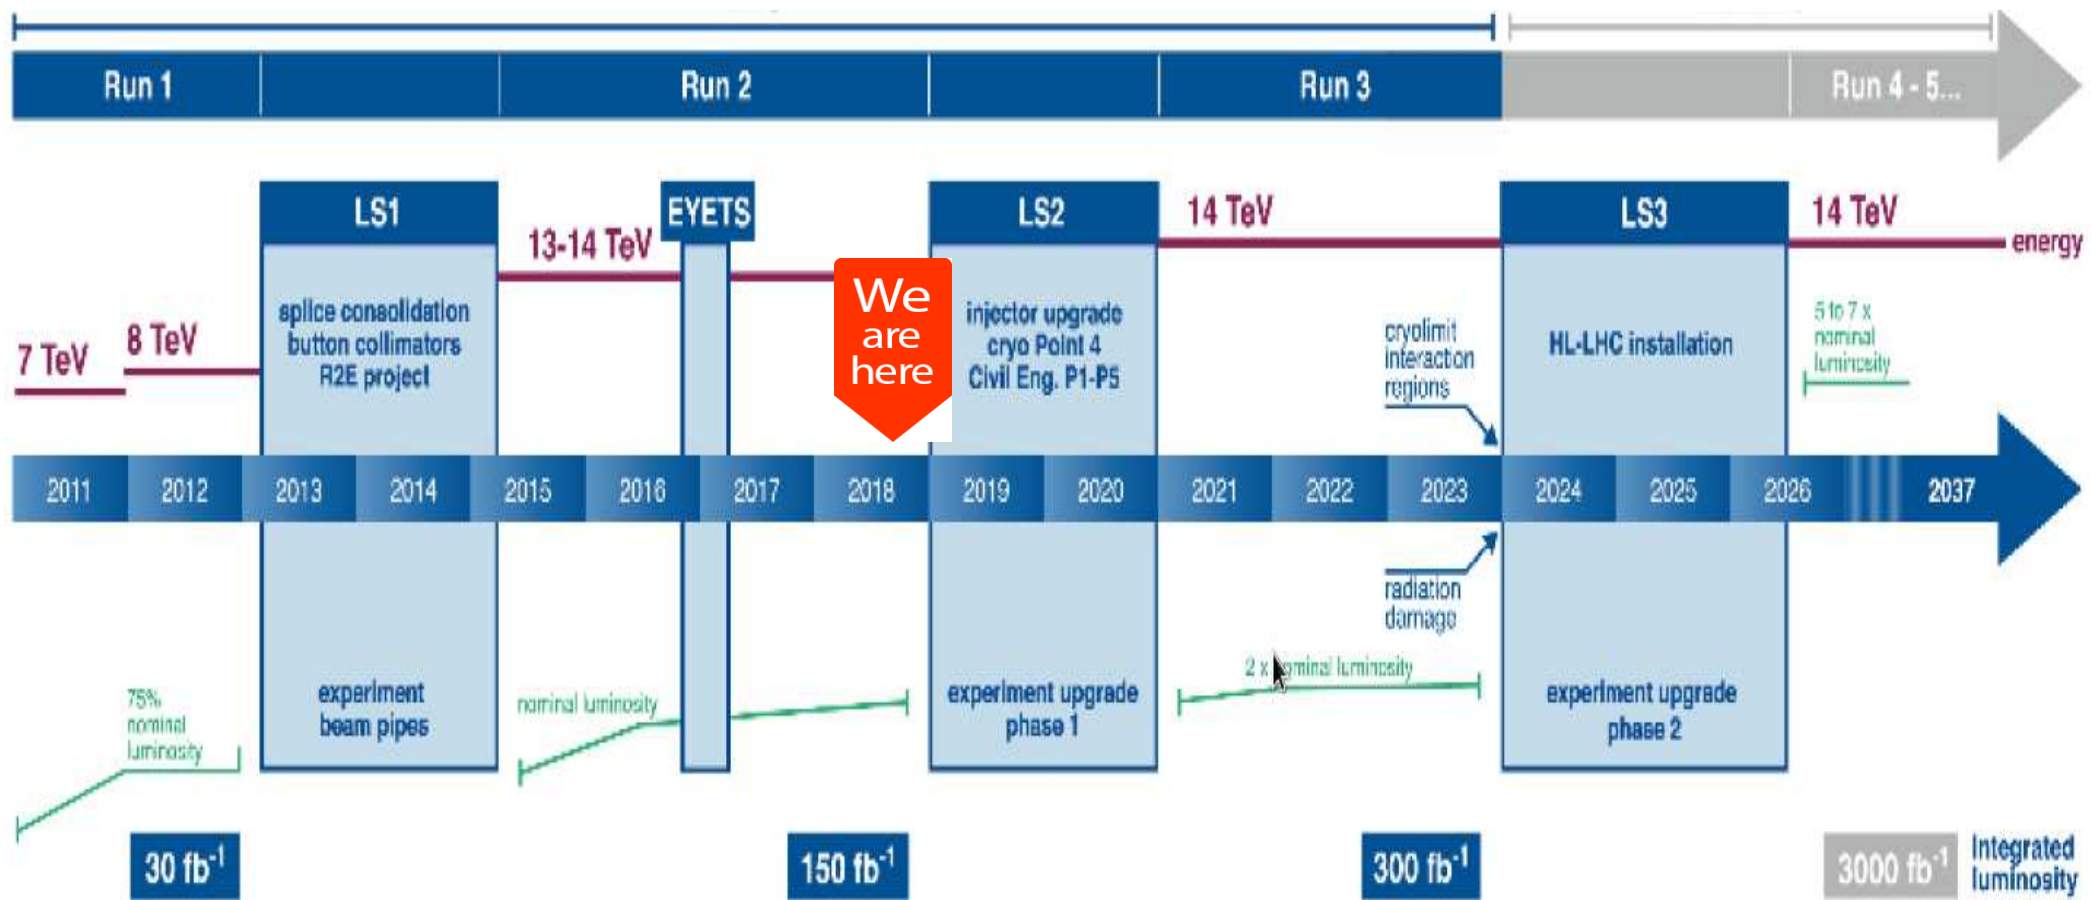 Run 1
Run 2
Run 3
Run 4 - 5...
LS1
EYETS
LS2
14 TeV
LS3
14 TeV
13-14 TeV
energy
splice consolidation
button collimators
R2E project
7 TeV
8 TeV
We
are
here
injector upgrade
cryo Point 4
Civil Eng. P1-P5
cryolimit
interaction
regions
HL-LHC installation
5 to 7 x
nominal
luminosity
2011
2012
2013
2014
2015
2016
2017
2018
2019
2020
2021
2022
2023
2024
2025
2026
2037
radiation
damage
75%
nominal
luminosity
experiment
beam pipes
nominal luminosity
experiment upgrade
phase 1
2 x nominal luminosity
experiment upgrade
phase 2
30 fb⁻¹
150 fb⁻¹
300 fb⁻¹
3000 fb⁻¹
Integrated
luminosity